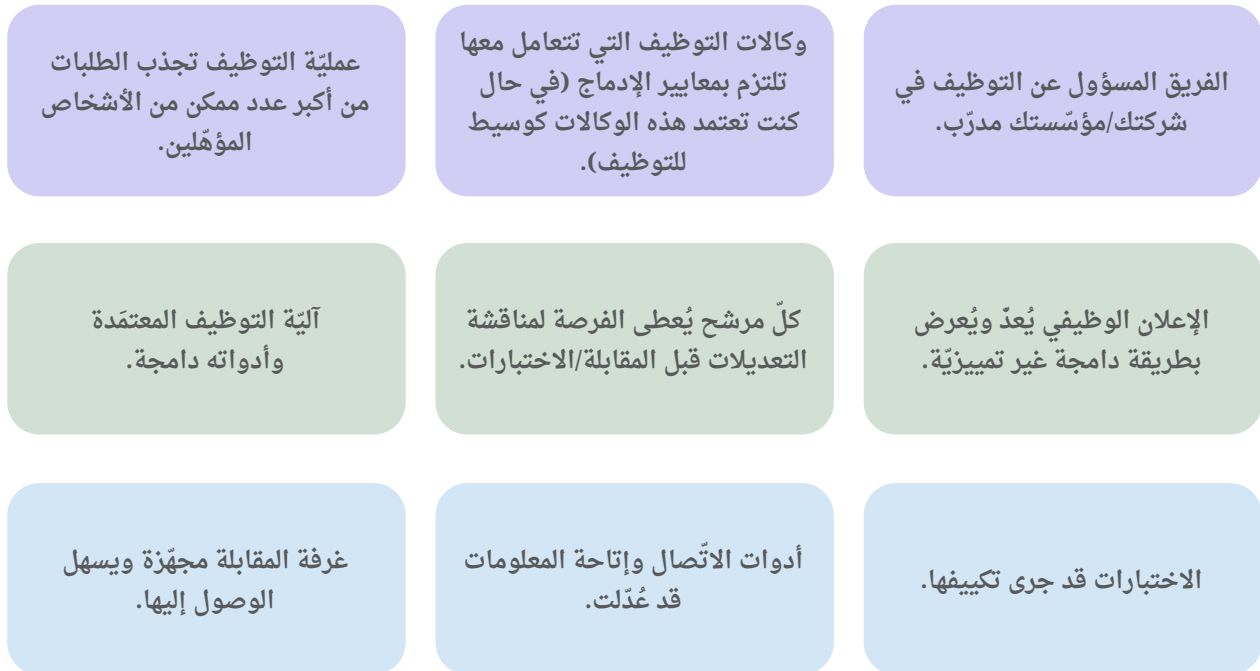 الفريق المسؤول عن التوظيف في
شركتك/مؤسّستك مدرّب.
وكالات التوظيف التي تتعامل معها
تلتزم بمعايير الإدماج (في حال
كنت تعتمد هذه الوكالات كوسيط
للتوظيف).
عمليّة التوظيف تجذب الطلبات
من أكبر عدد ممكن من الأشخاص
المؤهّلين.
الإعلان الوظيفي يُعدّ ويُعرض
بطريقة دامجة غير تمييزيّة.
كلّ مرشح يُعطى الفرصة لمناقشة
التعديلات قبل المقابلة/الاختبارات.
آليّة التوظيف المعتمَدة
وأدواته دامجة.
الاختبارات قد جرى تكييفها.
أدوات الاتّصال وإتاحة المعلومات
قد عُدّلت.
غرفة المقابلة مجهّزة ويسهل
الوصول إليها.